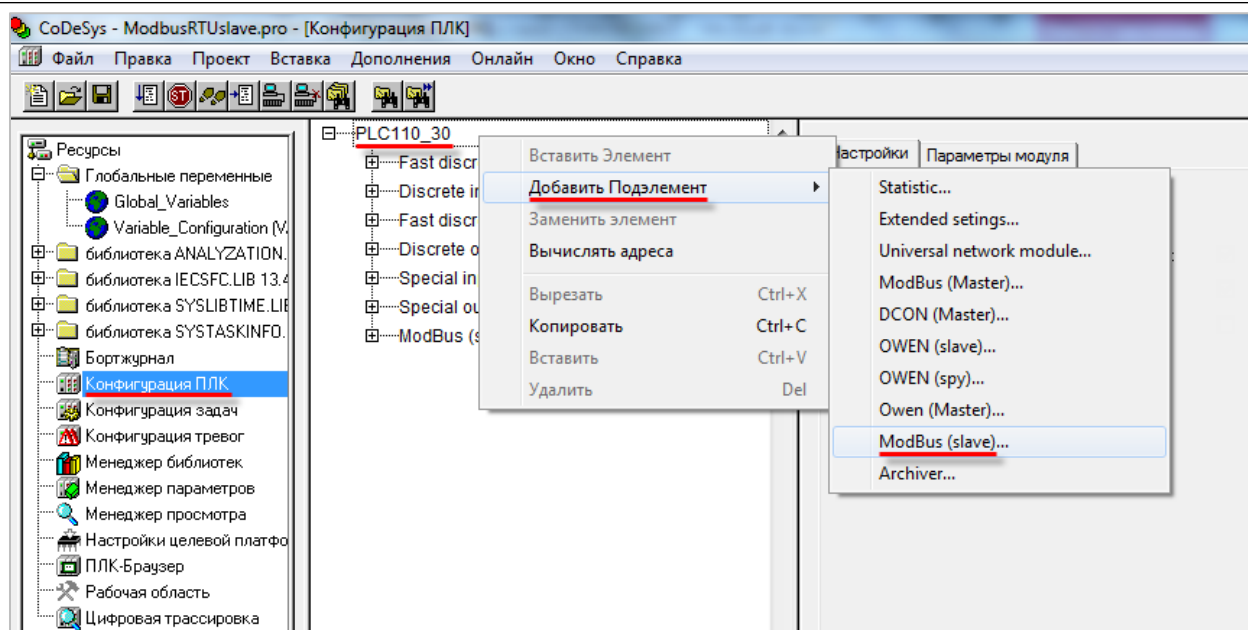 CoDeSys - ModbusRTUslave.pro - [Конфигурация ПЛК]
Файл Правка Проект Вставка Дополнения Онлайн Окно Справка
Ресурсы
Глобальные переменные
Global_Variables
Variable_Configuration (V
библиотека ANALYZATION.
библиотека IECSFC.LIB 13.4
библиотека SYSLIBTIME.LIB
библиотека SYSTASKINFO.
Бортжурнал
Конфигурация ПЛК
Конфигурация задач
Конфигурация тревог
Менеджер библиотек
Менеджер параметров
Менеджер просмотра
Настройки целевой платфо
ПЛК-Браузер
Рабочая область
Цифровая трассировка
PLC110_30
Fast discr
Discrete in
Fast discr
Discrete o
Special in
Special ou
ModBus (s
Вставить Элемент
Добавить Подэлемент
Заменить элемент
Вычислять адреса
Вырезать Ctrl+X
Копировать Ctrl+C
Вставить Ctrl+V
Удалить Del
Настройки Параметры модуля
Statistic...
Extended setings...
Universal network module...
ModBus (Master)...
DCON (Master)...
OWEN (slave)...
OWEN (spy)...
Owen (Master)...
ModBus (slave)...
Archiver...